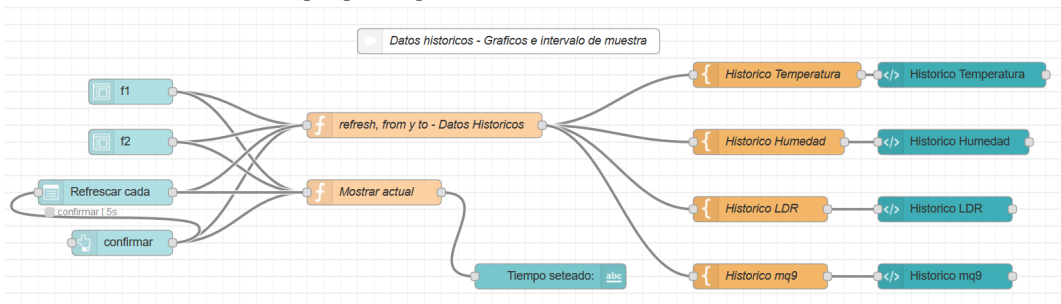 Datos historicos - Graficos e intervalo de muestra
f1
f2
Refrescar cada
confirmar | 5s
confirmar
refresh, from y to - Datos Historicos
Mostrar actual
Tiempo seteado: abc
Historico Temperatura
Historico Temperatura
Historico Humedad
Historico Humedad
Historico LDR
Historico LDR
Historico mq9
Historico mq9